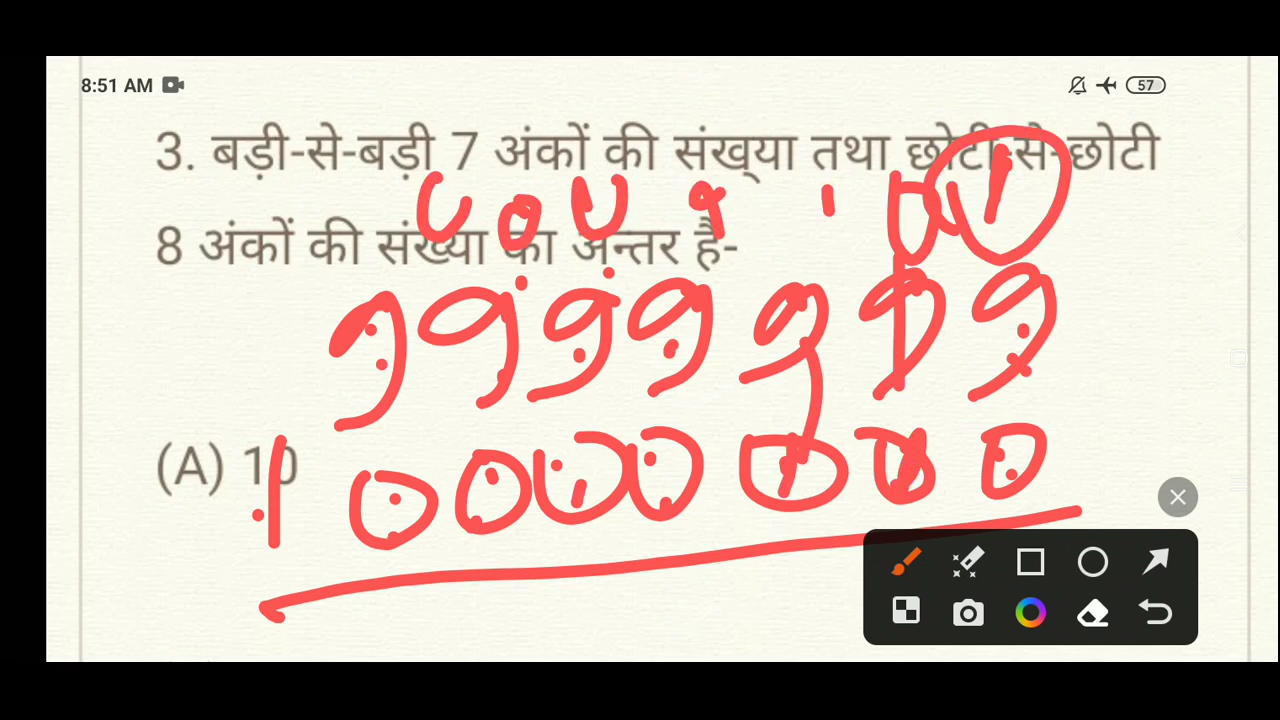 8:51 AM 57
3. बड़ी-से-बड़ी 7 अंकों की संख्या तथा छोटी-से-छोटी
8 अंकों की संख्या का अन्तर है-
9999999
(A) 10
10000000